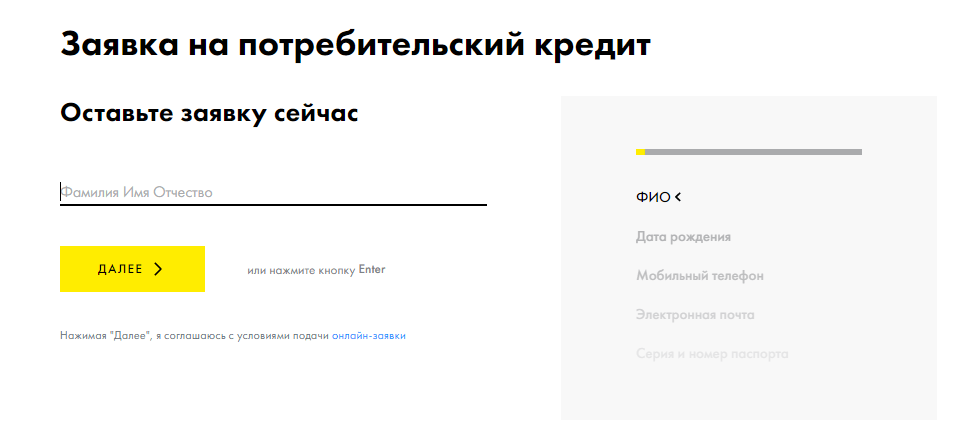 Заявка на потребительский кредит
Оставьте заявку сейчас
Фамилия Имя Отчество
ДАЛЕЕ
или нажмите кнопку Enter
Нажимая "Далее", я соглашаюсь с условиями подачи онлайн-заявки
ФИО
Дата рождения
Мобильный телефон
Электронная почта
Серия и номер паспорта